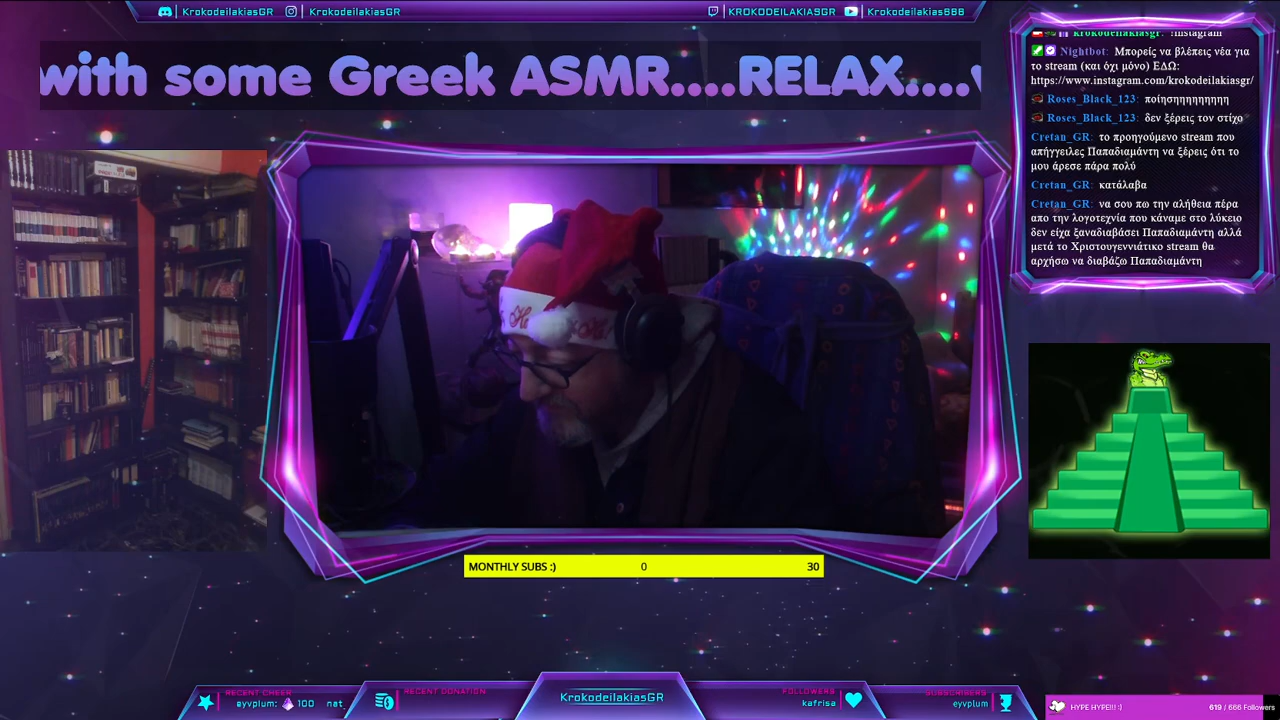 KrokodeilakiasGR
KrokodeilakiasGR
KROKODEILAKIASGR
Krokodeilakias666
with some Greek ASMR....RELAX....
krokodeilakiasgr: !instagram
Nightbot: Μπορείς να βλέπεις νέα για
το stream (και όχι μόνο) ΕΔΩ:
https://www.instagram.com/krokodeilakiasgr/
Roses_Black_123: ποίησηηηηηηηη
Roses_Black_123: δεν ξέρεις τον στίχο
Cretan_GR: το προηγούμενο stream που
απήγγειλες Παπαδιαμάντη να ξέρεις ότι το
μου άρεσε πάρα πολύ
Cretan_GR: κατάλαβα
Cretan_GR: να σου πω την αλήθεια πέρα
απο την λογοτεχνία που κάναμε στο λύκειο
δεν είχα ξαναδιαβάσει Παπαδιαμάντη αλλά
μετά το Χριστουγεννιάτικο stream θα
αρχήσω να διαβάζω Παπαδιαμάντη
MONTHLY SUBS :) 0 30
RECENT CHEER
eyvplum: 100
RECENT DONATION
KrokodeilakiasGR
FOLLOWERS
kafrisa
SUBSCRIBERS
eyyplum
HYPE HYPE!!! :) 619 / 666 Followers